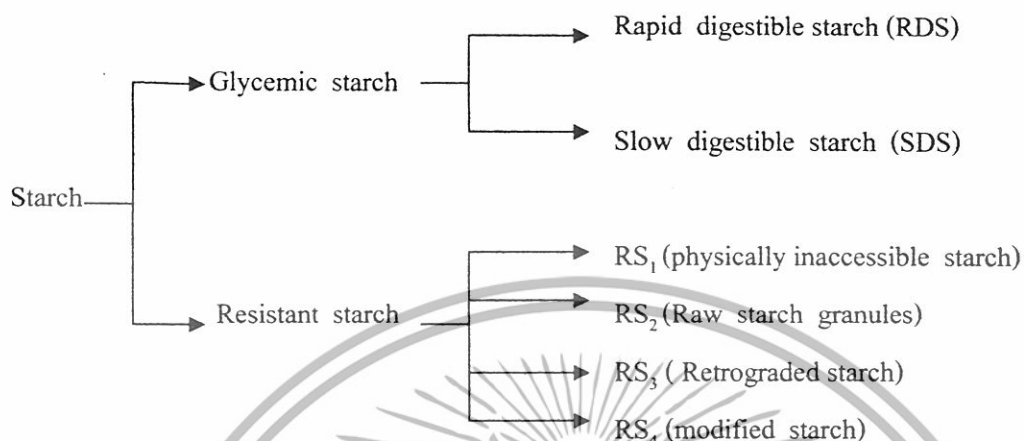 Rapid digestible starch (RDS)
Glycemic starch
Slow digestible starch (SDS)
Starch
RS₁ (physically inaccessible starch)
Resistant starch
RS₂ (Raw starch granules)
RS₃ ( Retrograded starch)
RS₄ (modified starch)